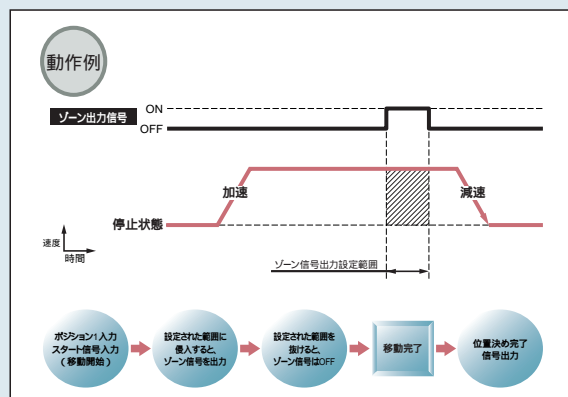 動作例
ON
ゾーン出力信号
OFF
加速
減速
停止状態
速度
時間
ゾーン信号出力設定範囲
ポジション1入力
スタート信号入力
(移動開始)
設定された範囲に
侵入すると、
ゾーン信号を出力
設定された範囲を
抜けると、
ゾーン信号はOFF
移動完了
位置決め完了
信号出力